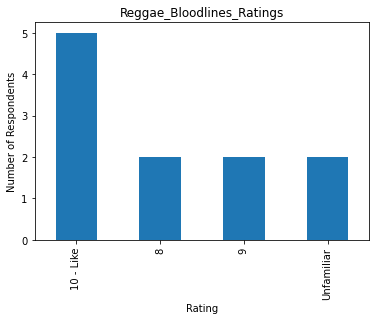 Reggae_Bloodlines_Ratings
Number of Respondents
5
4
3
2
1
0
10 - Like
8
9
Unfamiliar
Rating